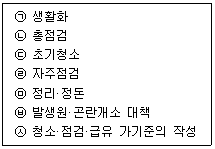 ㉠ 생활화
㉡ 총점검
㉢ 초기청소
㉣ 자주점검
㉤ 정리·정돈
㉥ 발생원·곤란개소 대책
㉦ 청소·점검·급유 가기준의 작성